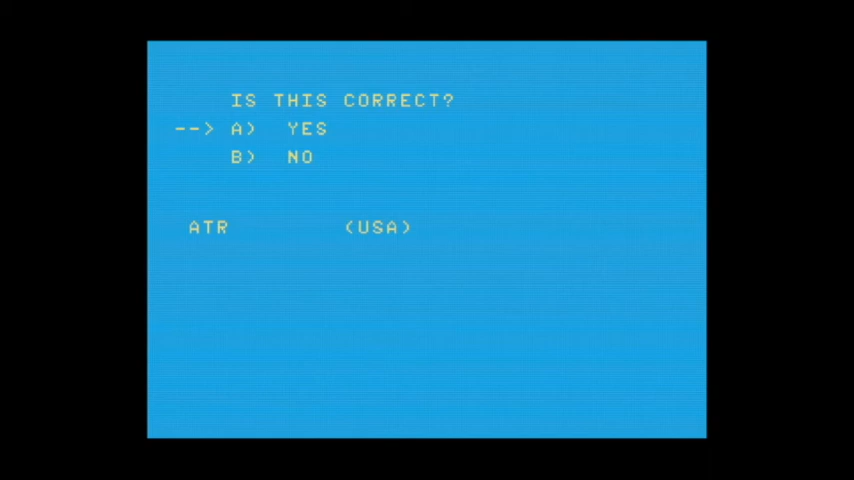 IS THIS CORRECT?
--> A) YES
B) NO
ATR (USA)